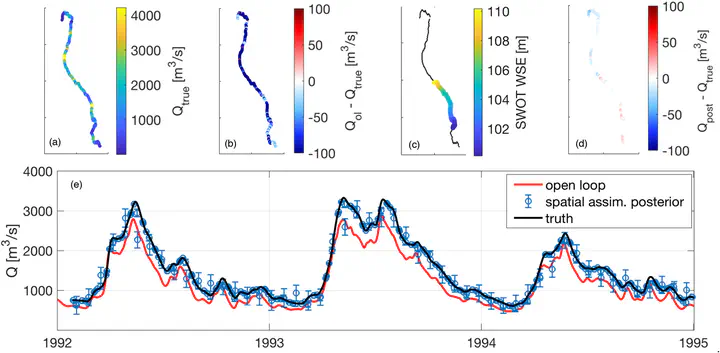 4000
3000
2000
1000
Q_true [m^3/s]
(a)
100
50
0
-50
-100
Q_ol - Q_true [m^3/s]
(b)
110
108
106
104
102
SWOT WSE [m]
(c)
100
50
0
-50
-100
Q_post - Q_true [m^3/s]
(d)
(e)
4000
3000
2000
1000
Q [m^3/s]
open loop
spatial assim. posterior
truth
1992
1993
1994
1995